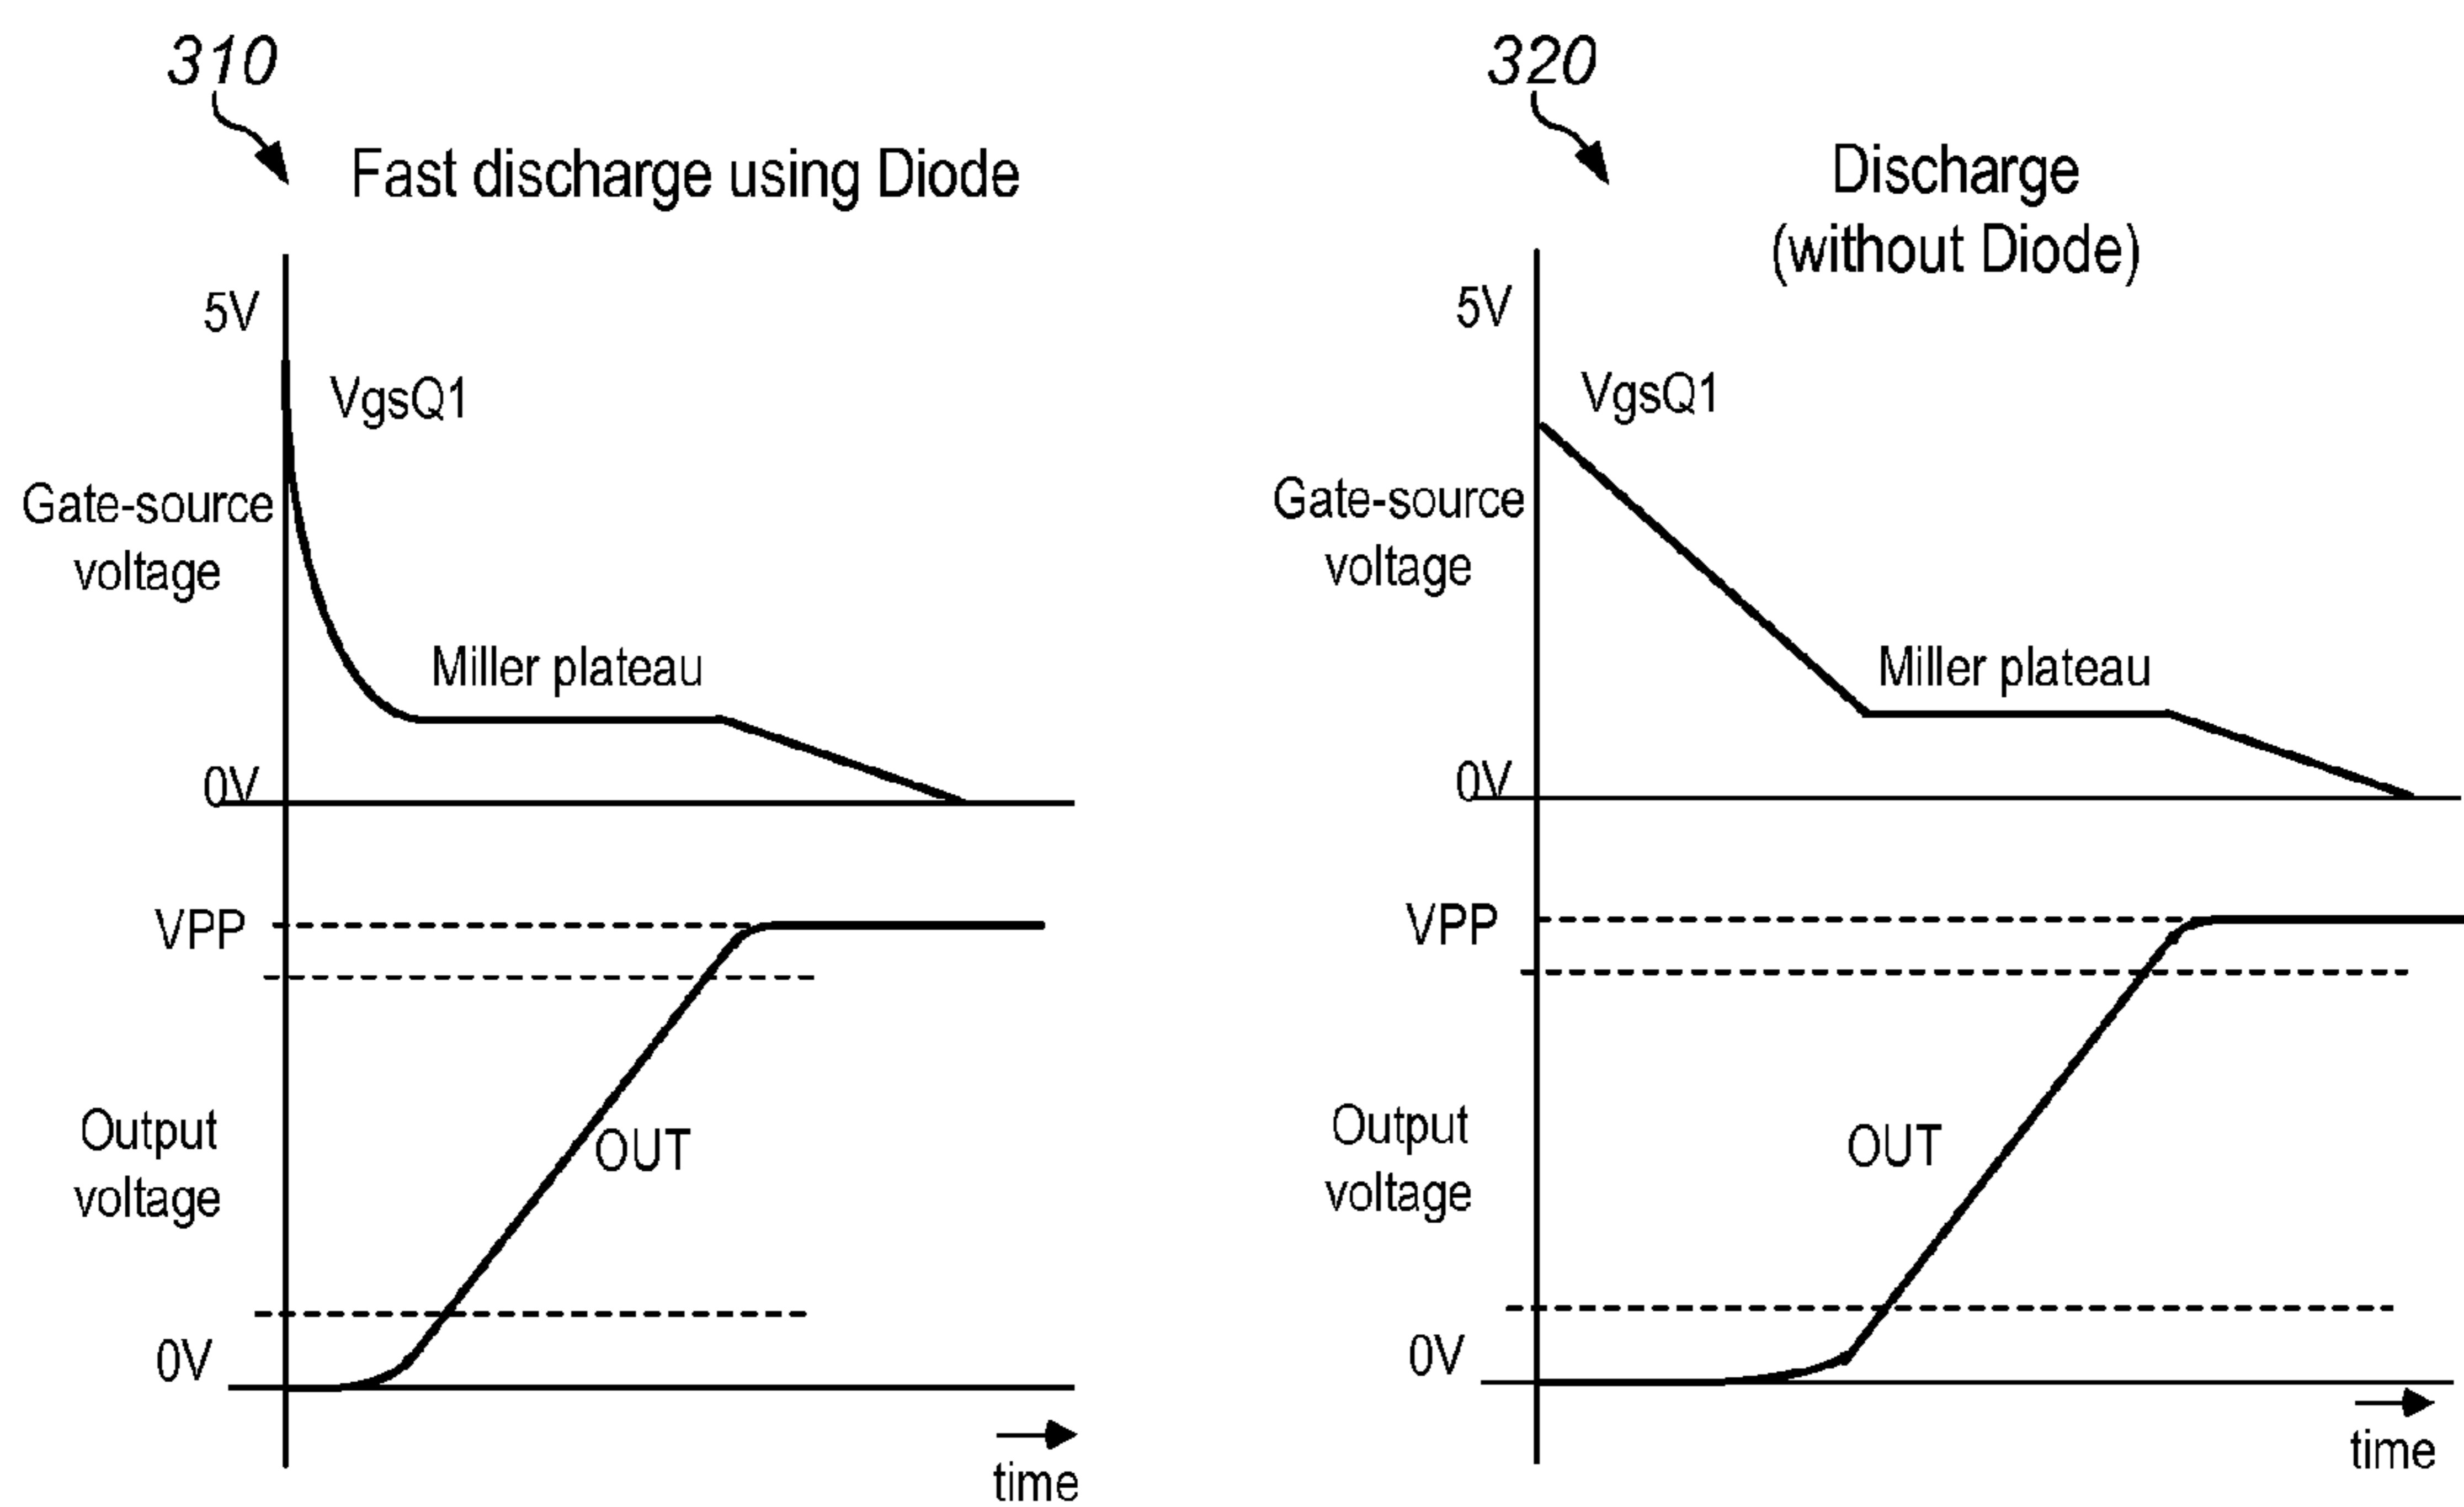 310
Fast discharge using Diode
5V
VgsQ1
Gate-source
voltage
Miller plateau
0V
VPP
Output
voltage
OUT
0V
time
320
Discharge
(without Diode)
5V
VgsQ1
Gate-source
voltage
Miller plateau
0V
VPP
Output
voltage
OUT
0V
time